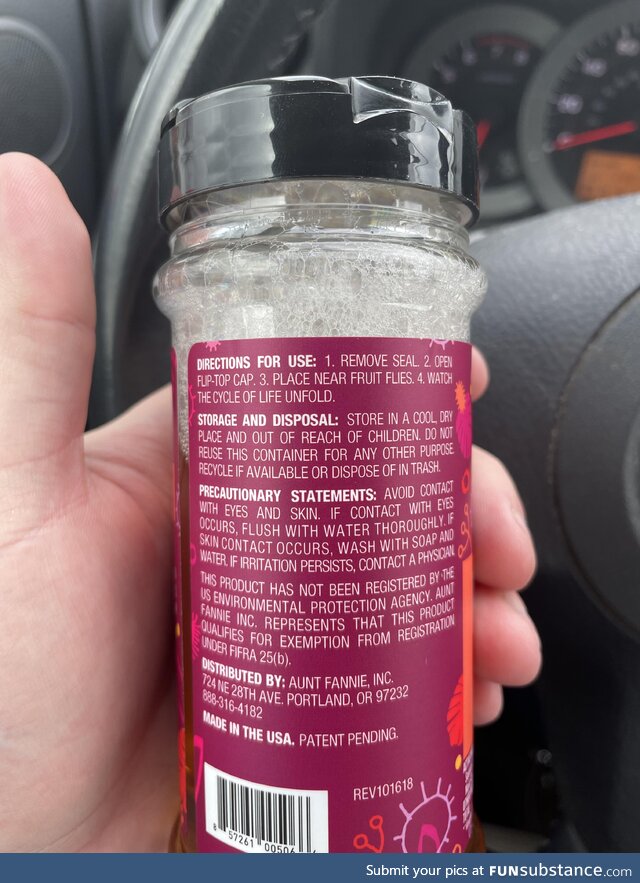 DIRECTIONS FOR USE: 1. REMOVE SEAL. 2. OPEN
FLIP-TOP CAP. 3. PLACE NEAR FRUIT FLIES. 4. WATCH
THE CYCLE OF LIFE UNFOLD.
STORAGE AND DISPOSAL: STORE IN A COOL, DRY
PLACE AND OUT OF REACH OF CHILDREN. DO NOT
REUSE THIS CONTAINER FOR ANY OTHER PURPOSE.
RECYCLE IF AVAILABLE OR DISPOSE OF IN TRASH.
PRECAUTIONARY STATEMENTS: AVOID CONTACT
WITH EYES AND SKIN. IF CONTACT WITH EYES
OCCURS, FLUSH WITH WATER THOROUGHLY. IF
SKIN CONTACT OCCURS, WASH WITH SOAP AND
WATER. IF IRRITATION PERSISTS, CONTACT A PHYSICIAN.
THIS PRODUCT HAS NOT BEEN REGISTERED BY THE
US ENVIRONMENTAL PROTECTION AGENCY. AUNT
FANNIE INC. REPRESENTS THAT THIS PRODUCT
QUALIFIES FOR EXEMPTION FROM REGISTRATION
UNDER FIFRA 25(b).
DISTRIBUTED BY: AUNT FANNIE, INC.
724 NE 28TH AVE. PORTLAND, OR 97232
888-316-4182
MADE IN THE USA. PATENT PENDING.
REV101618
8 57261 00506
Submit your pics at FUNsubstance.com